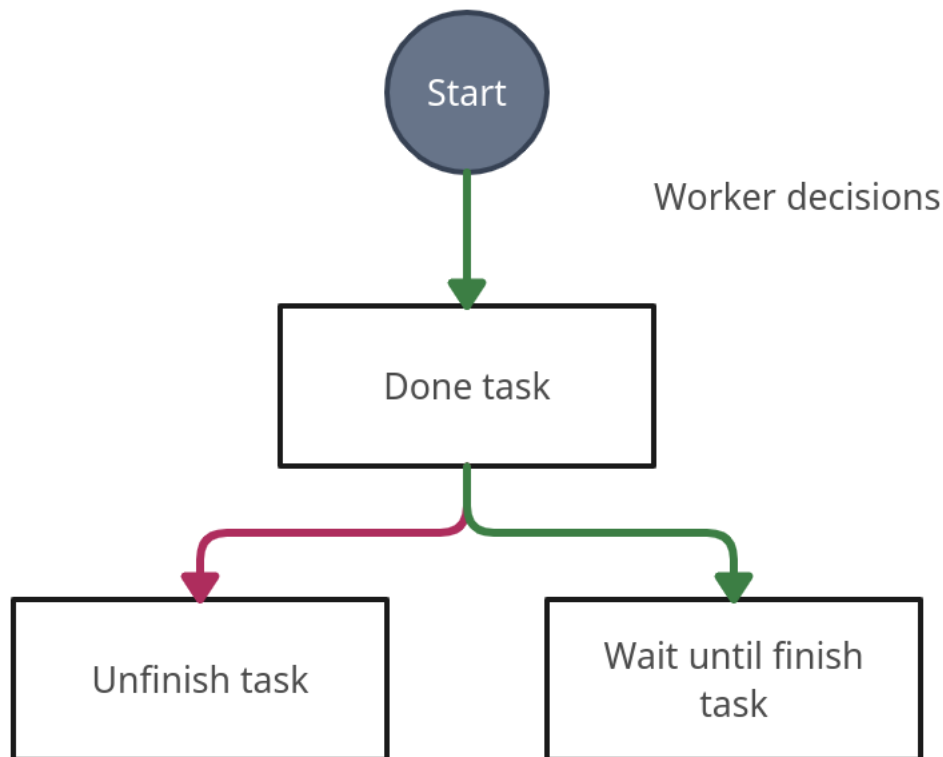 Start
Worker decisions
Done task
Unfinish task
Wait until finish
task